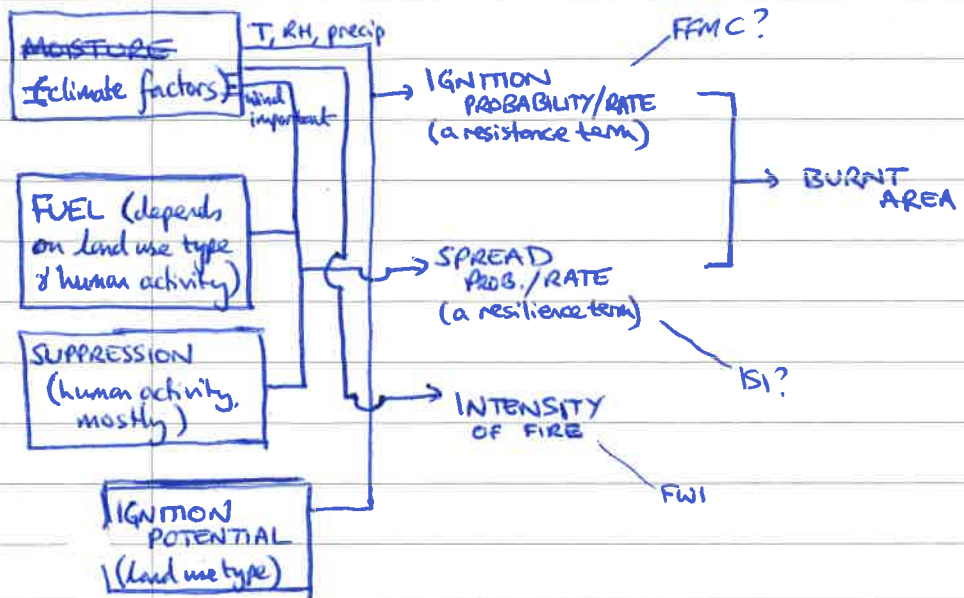 MOISTURE
(climate factors)
T, RH, precip
wind
important
FUEL (depends
on land use type
& human activity)
SUPPRESSION
(human activity,
mostly)
IGNITION
POTENTIAL
(land use type)
FFMC?
IGNITION
PROBABILITY/RATE
(a resistance term)
SPREAD
PROB./RATE
(a resilience term)
ISI?
INTENSITY
OF FIRE
FWI
BURNT
AREA